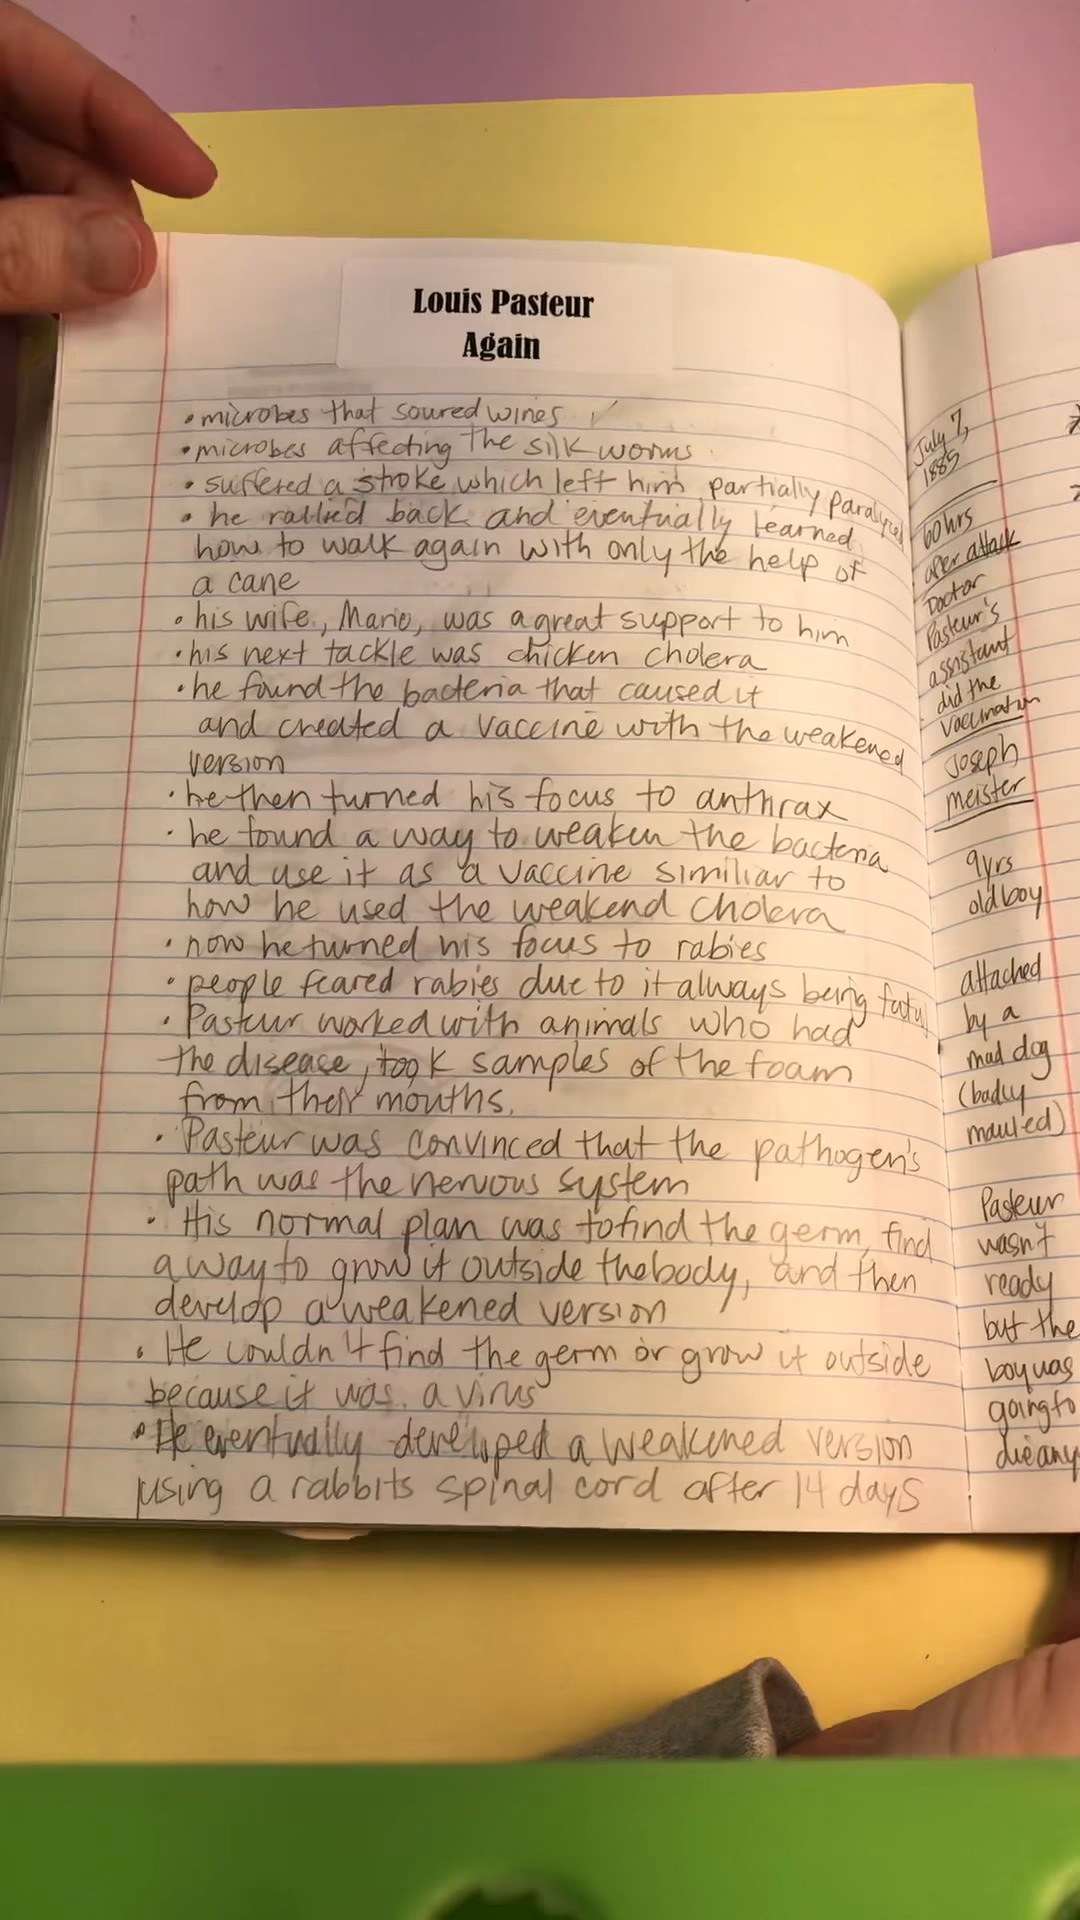 Louis Pasteur
Again
• microbes that soured wines ✓
• microbes affecting the silk worms
• suffered a stroke which left him partially paralyzed
• he rallied back and eventually learned
how to walk again with only the help of
a cane
• his wife, Marie, was a great support to him
• his next tackle was chicken cholera
• he found the bacteria that caused it
and created a vaccine with the weakened
version
• he then turned his focus to anthrax
• he found a way to weaken the bacteria
and use it as a vaccine similiar to
how he used the weakend cholera
• now he turned his focus to rabies
• people feared rabies due to it always being fatal
• Pasteur worked with animals who had
the disease, took samples of the foam
from their mouths.
• Pasteur was convinced that the pathogen's
path was the nervous system
• His normal plan was to find the germ, find
a way to grow it outside the body, and then
develop a weakened version
• He couldn't find the germ or grow it outside
because it was a virus
• He eventually developed a weakened version
using a rabbits spinal cord after 14 days
July 7,
1885
60 hrs
after attack
Doctor
Pasteur's
assistant
did the
vaccination
Joseph
meister
9yrs
old boy
attached
by a
mad dog
(badly
mauled)
Pasteur
wasn't
ready
but the
boy was
going to
die any